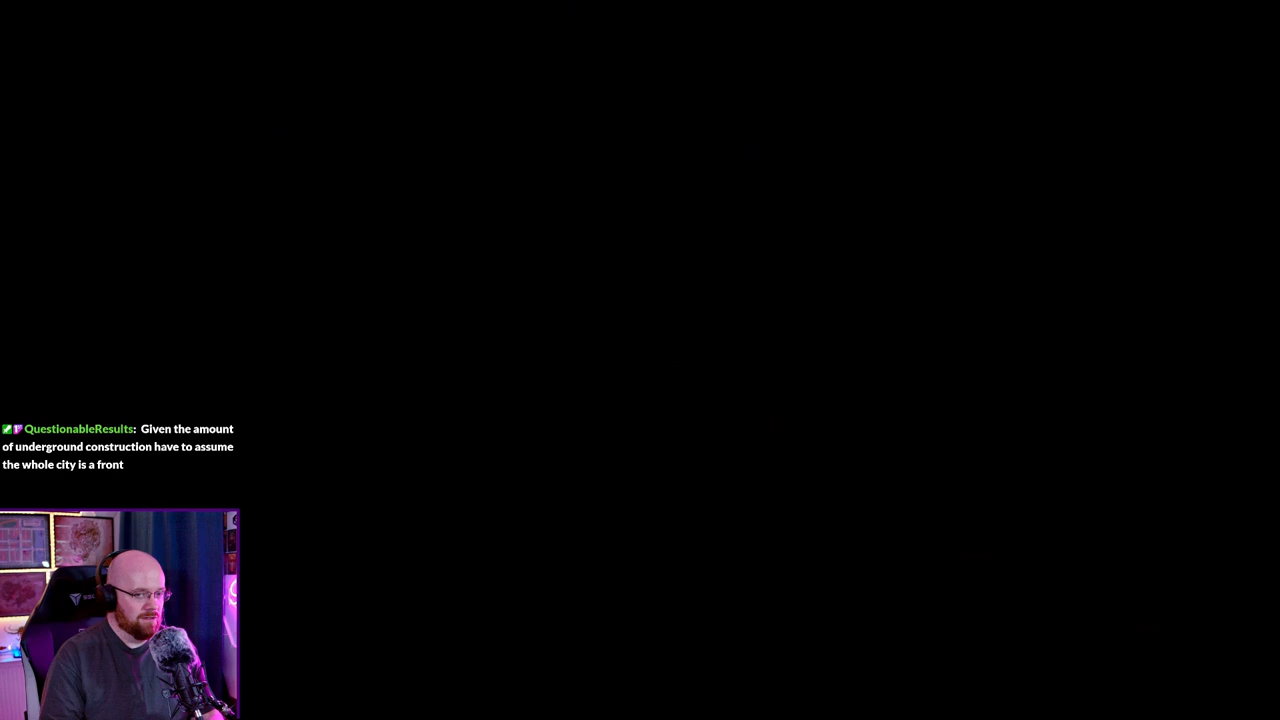 QuestionableResults: Given the amount
of underground construction have to assume
the whole city is a front